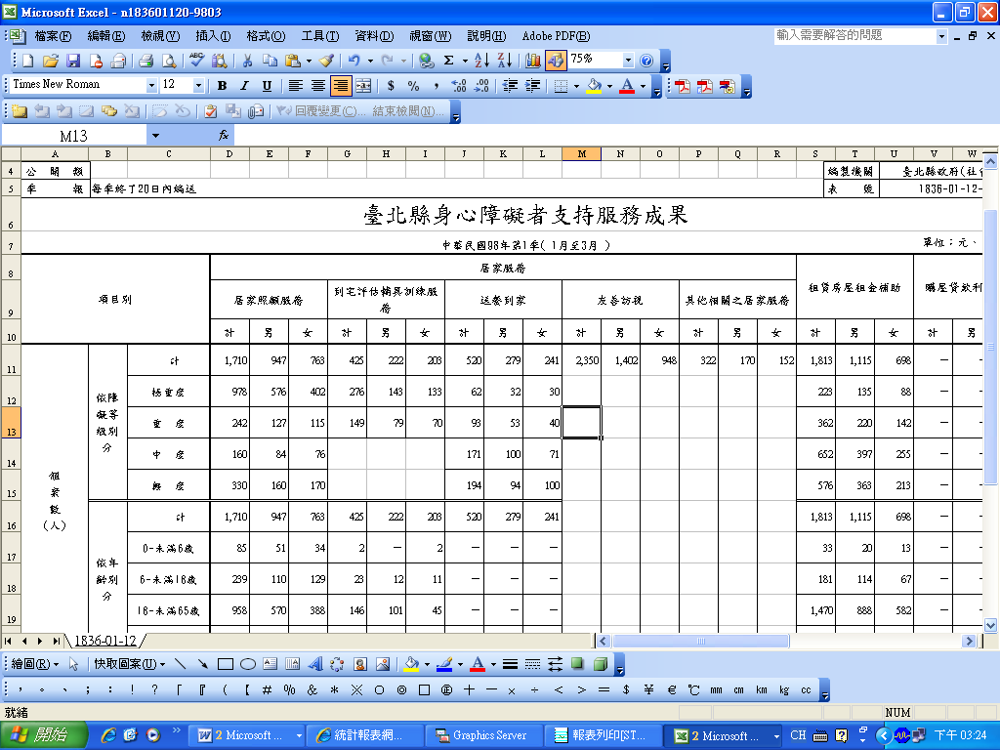 Microsoft Excel - n183601120-9803
檔案(F) 編輯(E) 檢視(V) 插入(I) 格式(O) 工具(T) 資料(D) 視窗(W) 說明(H) Adobe PDF(B) 輸入需要解答的問題
75%
Times New Roman 12 B I U $ % ,
回覆變更(C)... 結束檢閱(N)...
M13 fx
A B C D E F G H I J K L M N O P Q R S T U V W
4 公開類 編製機關 臺北縣政府(社會
5 季報 每季終了20日內編送 表號 1836-01-12-
6 臺北縣身心障礙者支持服務成果
7 中華民國98年第1季( 1月至3月 ) 單位：元、
8 項目別 居家服務 租賃房屋租金補助 購屋貸款利
9 居家照顧服務 到宅評估輔具訓練服務 送餐到家 友善訪視 其他相關之居家服務
10 計 男 女 計 男 女 計 男 女 計 男 女 計 男 女 計 男 女 計 男
11 計 1,710 947 763 425 222 203 520 279 241 2,350 1,402 948 322 170 152 1,813 1,115 698 — —
12 極重度 978 576 402 276 143 133 62 32 30 223 135 88 — —
依障礙等級別分
13 重度 242 127 115 149 79 70 93 53 40 362 220 142 — —
14 中度 160 84 76 171 100 71 652 397 255 — —
15 輕度 330 160 170 194 94 100 576 363 213 — —
個案數(人)
16 計 1,710 947 763 425 222 203 520 279 241 1,813 1,115 698 — —
17 0-未滿6歲 85 51 34 2 — 2 — — — 33 20 13 — —
依年齡別分
18 6-未滿18歲 239 110 129 23 12 11 — — — 181 114 67 — —
19 18-未滿65歲 958 570 388 146 101 45 — — — 1,470 888 582 — —
1836-01-12
繪圖(R) 快取圖案(U)
， 。 、 ； ： ！ ？ 「 『 （ 〔 # % & * ※ ○ ◎ □ ㊣ + － × ÷ < > = $ ¥ € ℃ mm cm km kg cc
就緒 NUM
開始 2 Microsoft ... 統計報表網... Graphics Server 報表列印[ST... 2 Microsoft ... CH 下午 03:24